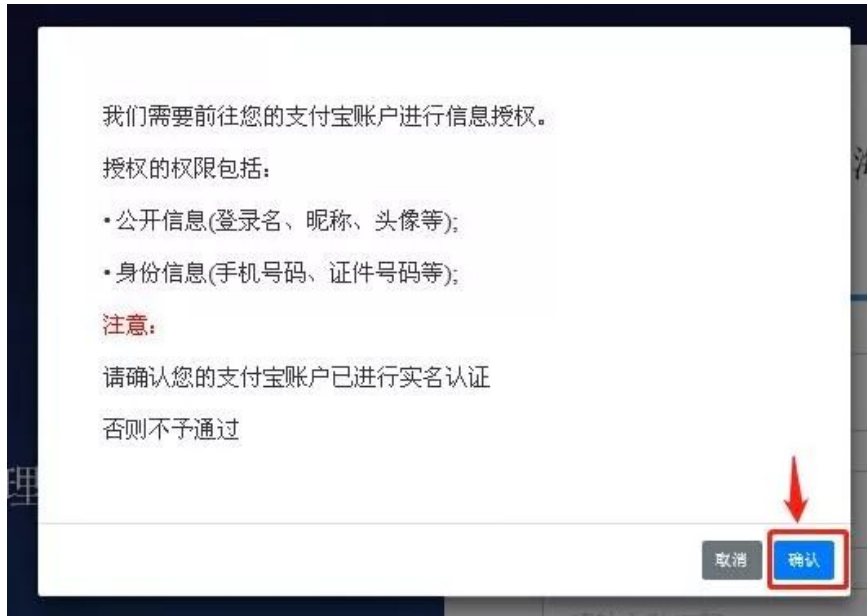 我们需要前往您的支付宝账户进行信息授权。
授权的权限包括：
•公开信息(登录名、昵称、头像等);
•身份信息(手机号码、证件号码等);
注意：
请确认您的支付宝账户已进行实名认证
否则不予通过
理
取消
确认